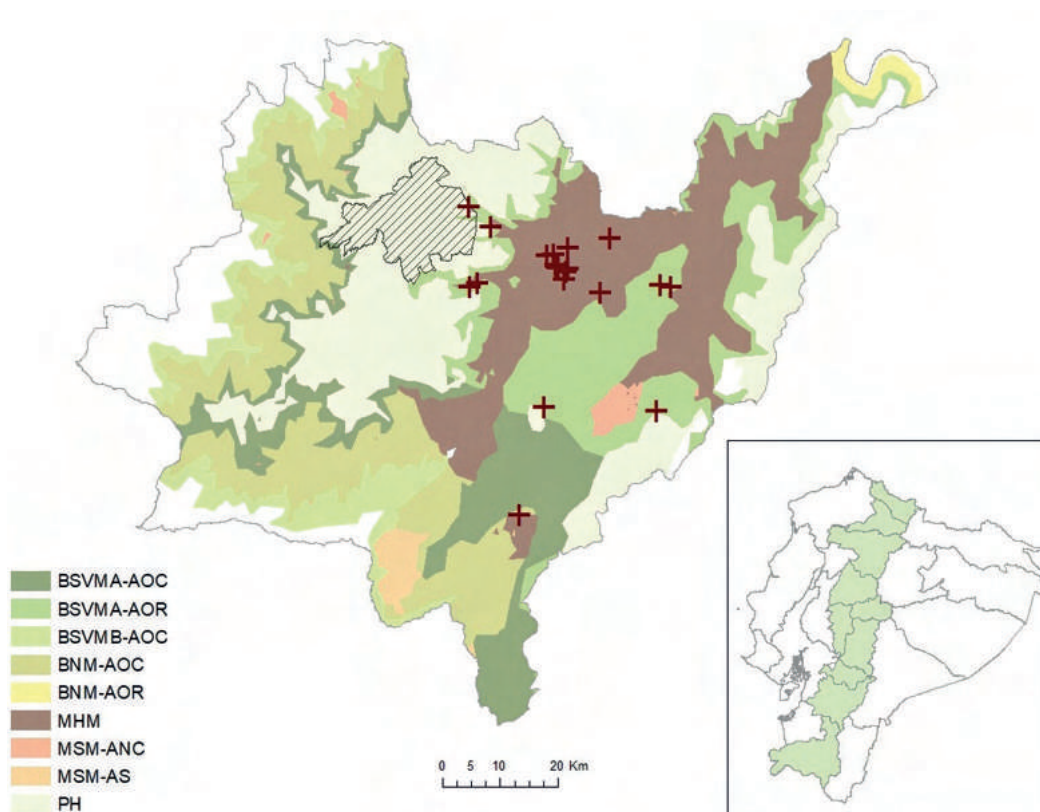 BSVMA-AOC
BSVMA-AOR
BSVMB-AOC
BNM-AOC
BNM-AOR
MHM
MSM-ANC
MSM-AS
PH
0 5 10 20 Km